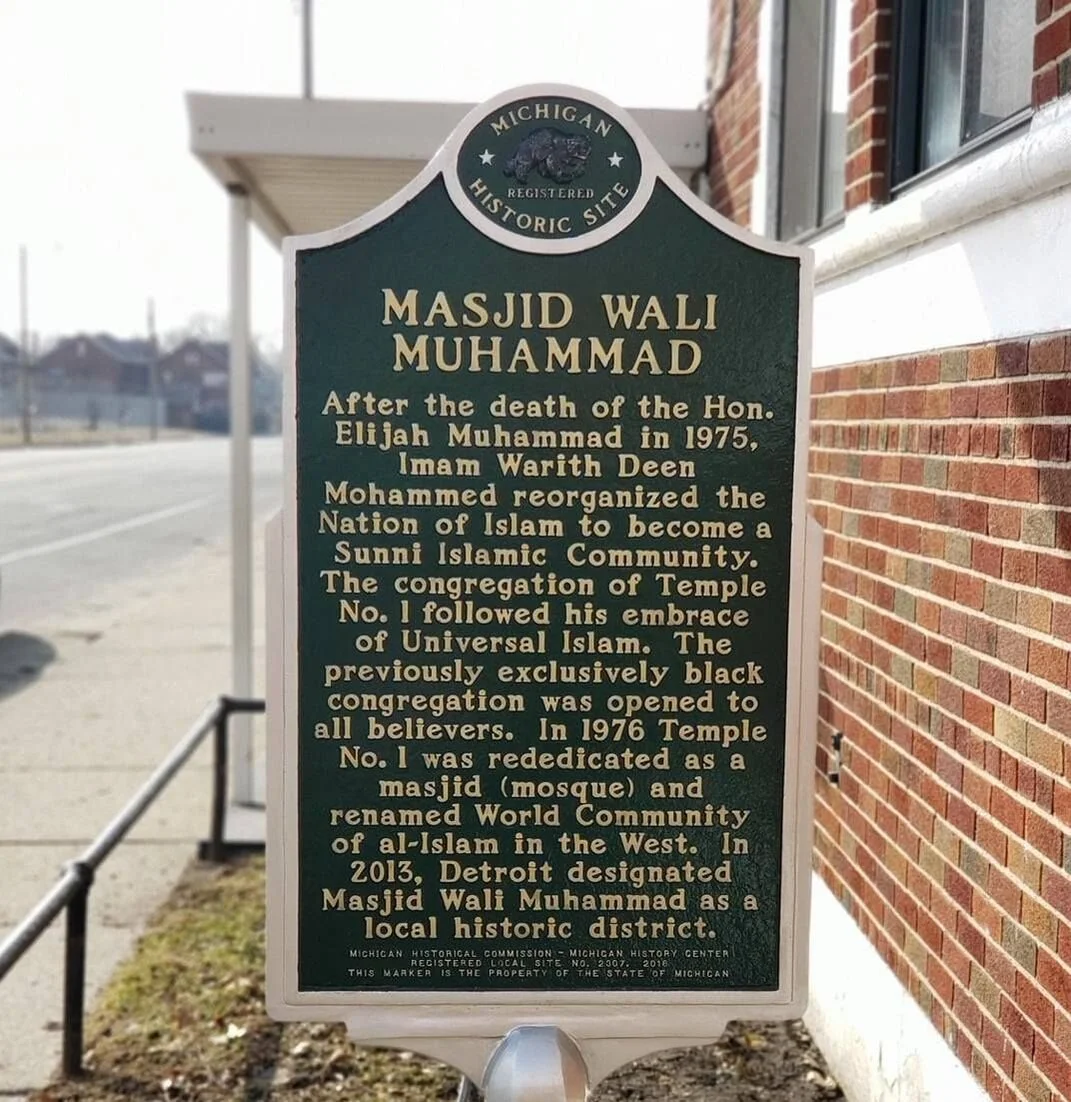 MICHIGAN
REGISTERED
HISTORIC SITE
MASJID WALI
MUHAMMAD
After the death of the Hon.
Elijah Muhammad in 1975,
Imam Warith Deen
Mohammed reorganized the
Nation of Islam to become a
Sunni Islamic Community.
The congregation of Temple
No. 1 followed his embrace
of Universal Islam. The
previously exclusively black
congregation was opened to
all believers. In 1976 Temple
No. 1 was rededicated as a
masjid (mosque) and
renamed World Community
of al-Islam in the West. In
2013, Detroit designated
Masjid Wali Muhammad as a
local historic district.
MICHIGAN HISTORICAL COMMISSION – MICHIGAN HISTORY CENTER
REGISTERED LOCAL SITE NO. 2307, 2016
THIS MARKER IS THE PROPERTY OF THE STATE OF MICHIGAN